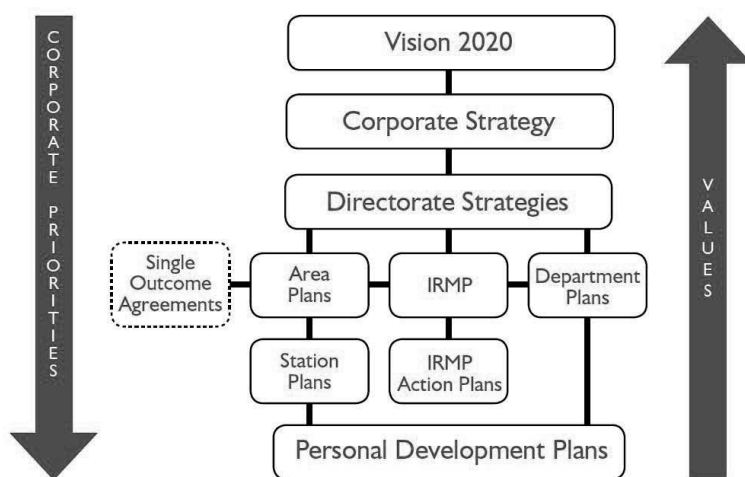 CORPORATE PRIORITIES
Vision 2020
Corporate Strategy
Directorate Strategies
Single
Outcome
Agreements
Area
Plans
IRMP
Department
Plans
Station
Plans
IRMP
Action Plans
Personal Development Plans
VALUES